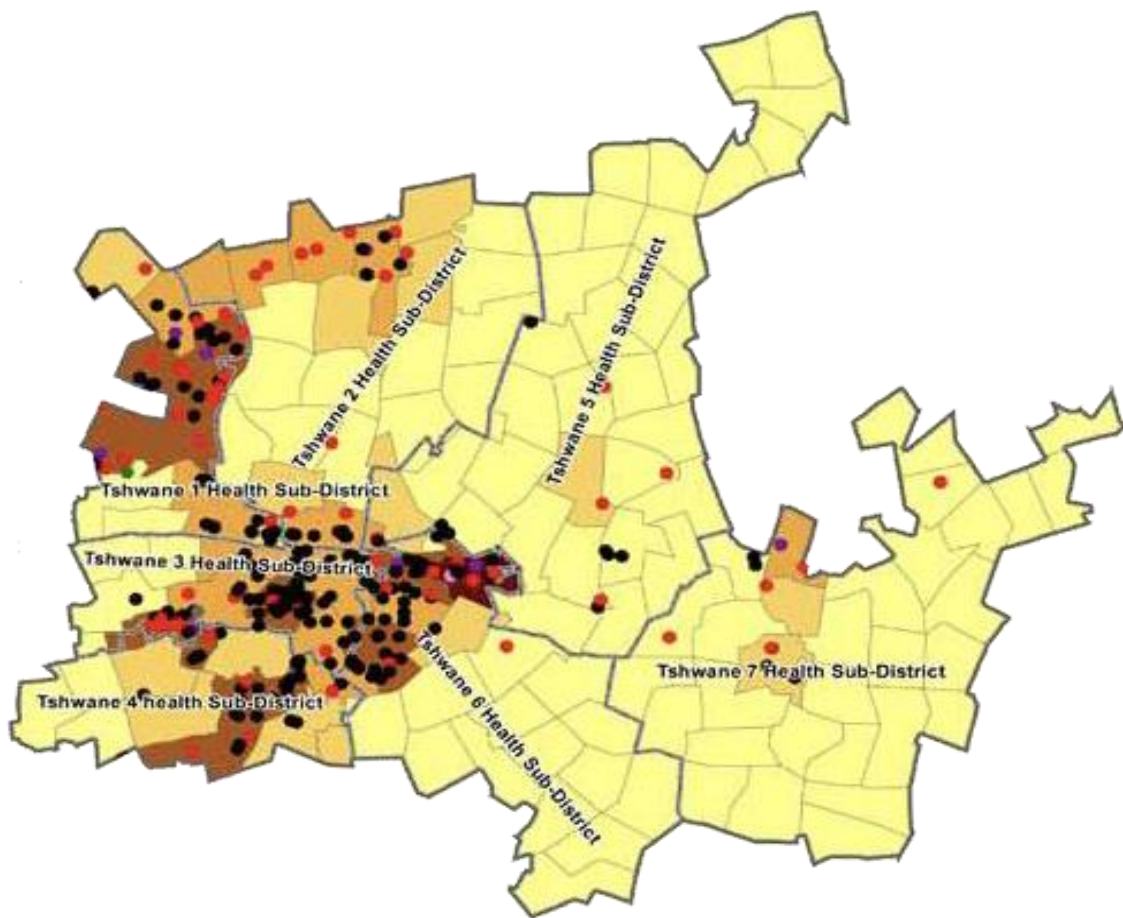 Tshwane 2 Health Sub-District
Tshwane 5 Health Sub-District
Tshwane 1 Health Sub-District
Tshwane 3 Health Sub-District
Tshwane 7 Health Sub-District
Tshwane 4 health Sub-District
Tshwane 6 Health Sub-District